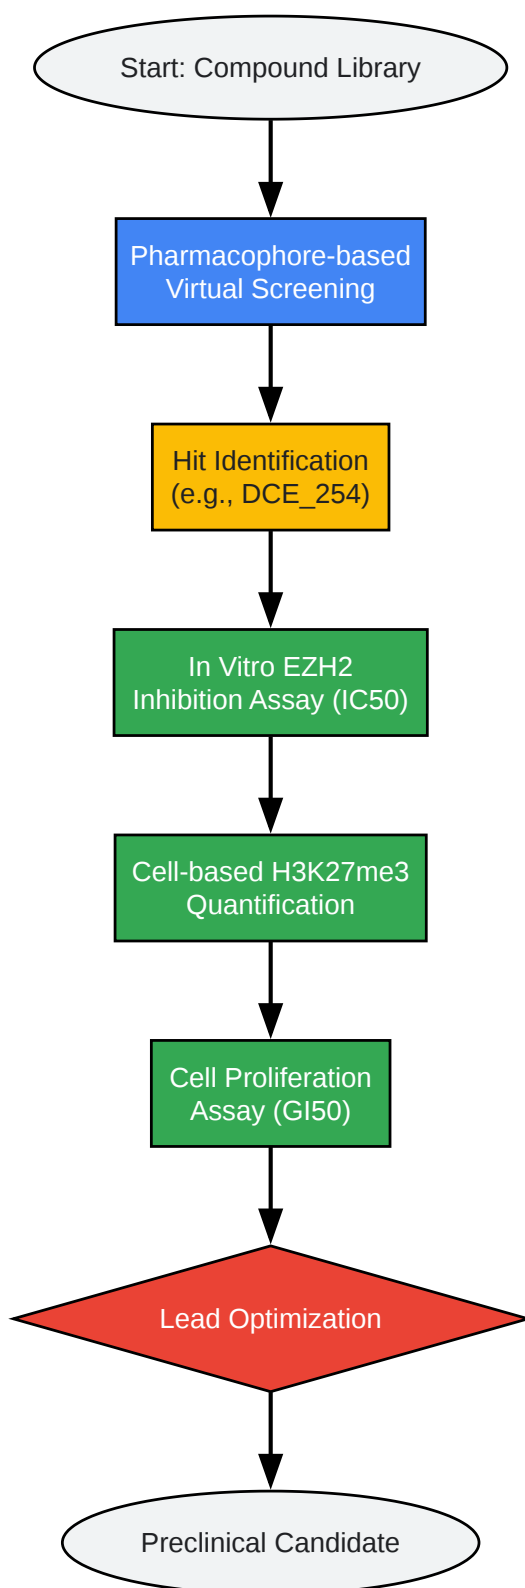 Start: Compound Library
Pharmacophore-based
Virtual Screening
Hit Identification
(e.g., DCE_254)
In Vitro EZH2
Inhibition Assay (IC50)
Cell-based H3K27me3
Quantification
Cell Proliferation
Assay (GI50)
Lead Optimization
Preclinical Candidate